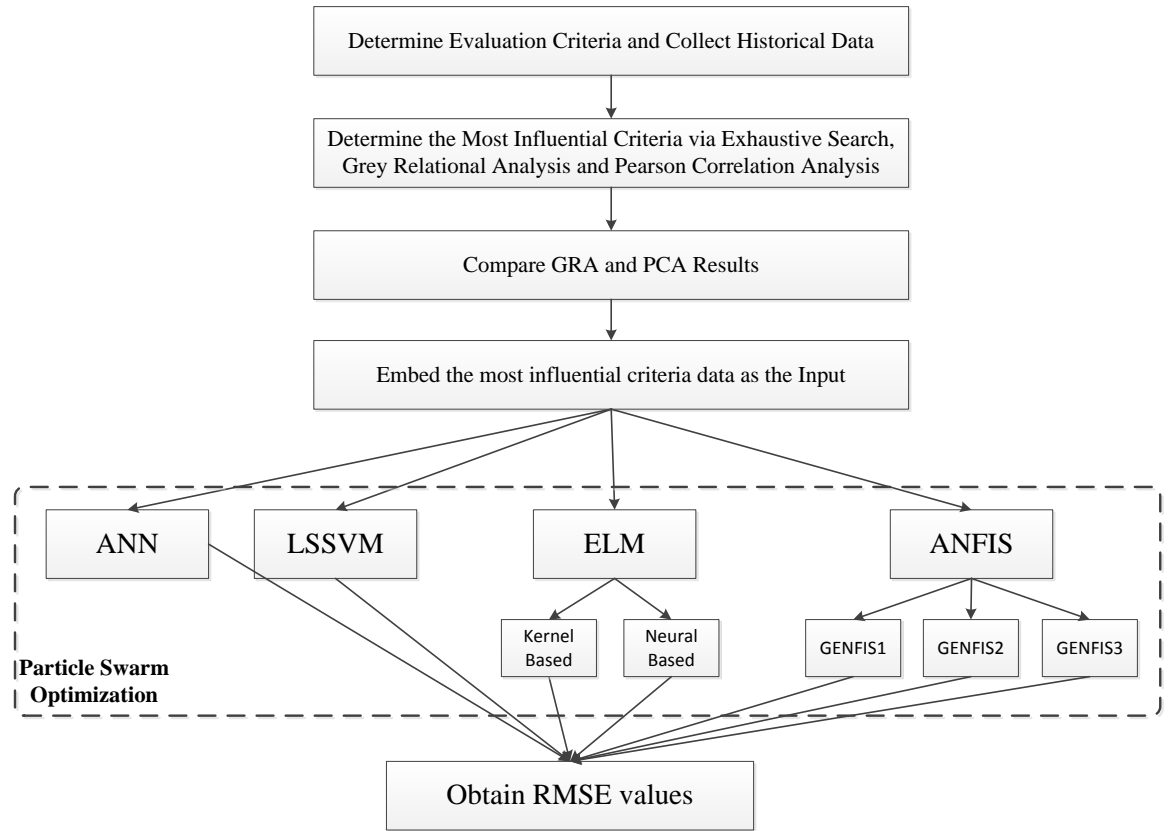 Determine Evaluation Criteria and Collect Historical Data
Determine the Most Influential Criteria via Exhaustive Search,
Grey Relational Analysis and Pearson Correlation Analysis
Compare GRA and PCA Results
Embed the most influential criteria data as the Input
ANN
LSSVM
ELM
ANFIS
Kernel
Based
Neural
Based
GENFIS1
GENFIS2
GENFIS3
Particle Swarm
Optimization
Obtain RMSE values